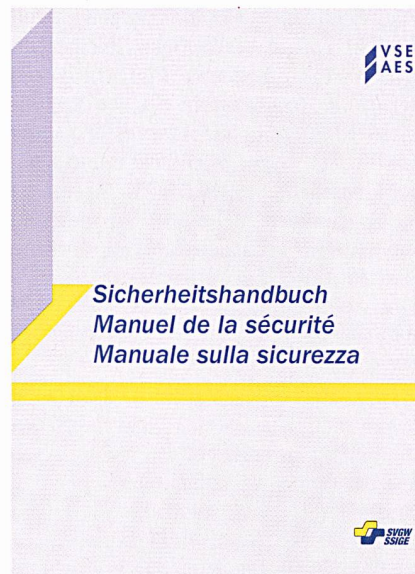 VSE
AES
Sicherheitshandbuch
Manuel de la sécurité
Manuale sulla sicurezza
SVGW
SSIGE